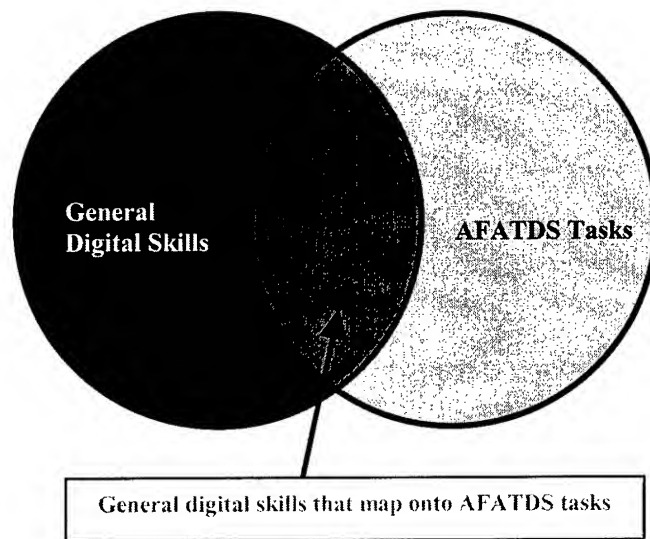 General
Digital Skills
AFATDS Tasks
General digital skills that map onto AFATDS tasks